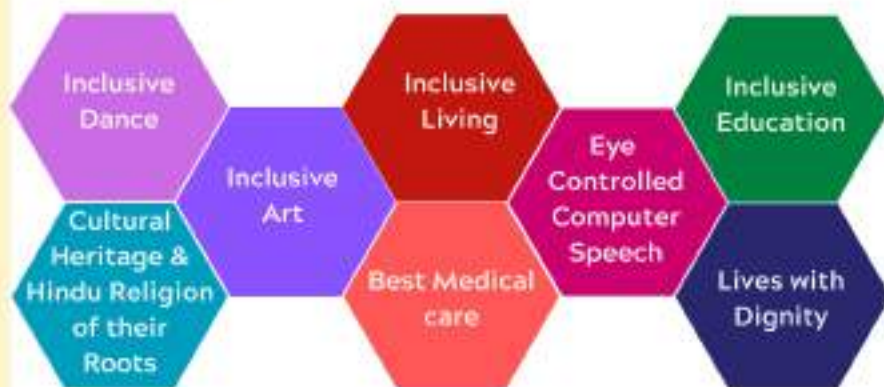 Inclusive
Dance
Inclusive
Living
Inclusive
Education
Inclusive
Art
Eye
Controlled
Computer
Speech
Cultural
Heritage &
Hindu Religion
of their
Roots
Best Medical
care
Lives with
Dignity